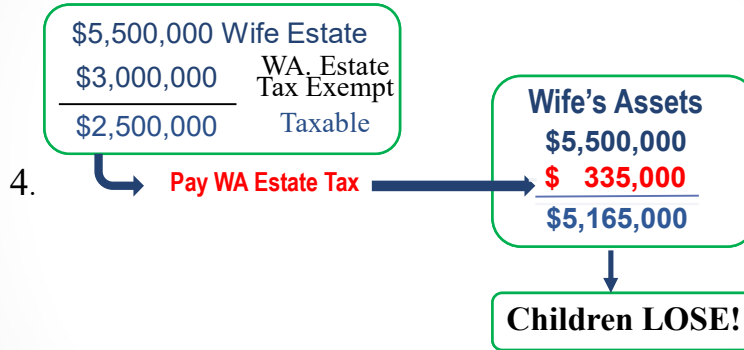 $5,500,000 Wife Estate
$3,000,000 WA. Estate
Tax Exempt
$2,500,000 Taxable
4.
Pay WA Estate Tax
Wife's Assets
$5,500,000
$ 335,000
$5,165,000
Children LOSE!